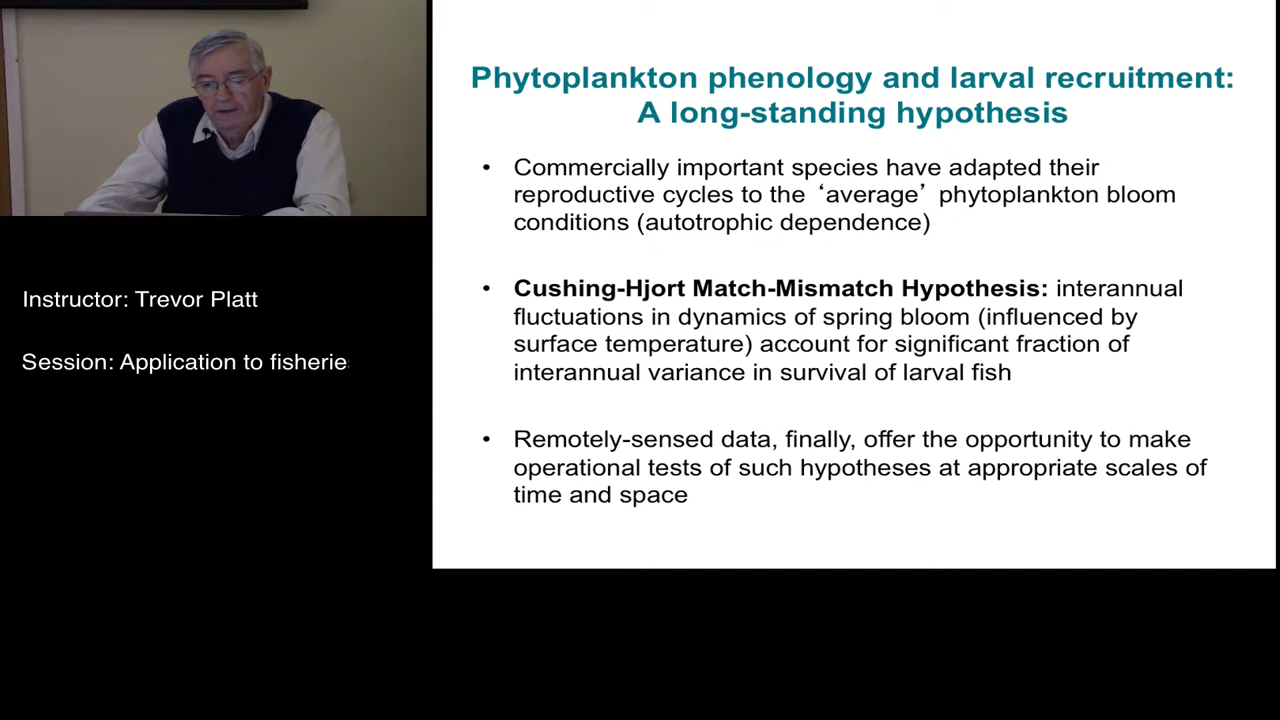 Phytoplankton phenology and larval recruitment:
A long-standing hypothesis
• Commercially important species have adapted their
reproductive cycles to the ‘average’ phytoplankton bloom
conditions (autotrophic dependence)
• Cushing-Hjort Match-Mismatch Hypothesis: interannual
fluctuations in dynamics of spring bloom (influenced by
surface temperature) account for significant fraction of
interannual variance in survival of larval fish
• Remotely-sensed data, finally, offer the opportunity to make
operational tests of such hypotheses at appropriate scales of
time and space
Instructor: Trevor Platt
Session: Application to fisherie